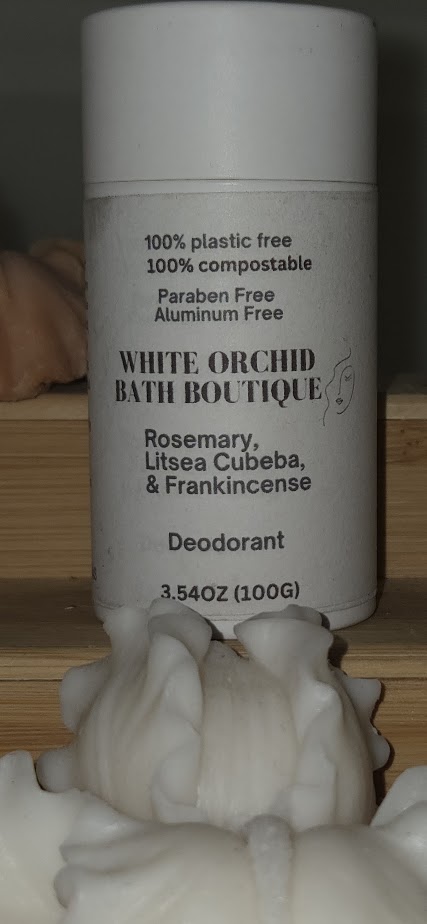 100% plastic free
100% compostable
Paraben Free
Aluminum Free
WHITE ORCHID
BATH BOUTIQUE
Rosemary,
Litsea Cubeba,
& Frankincense
Deodorant
3.54OZ (100G)